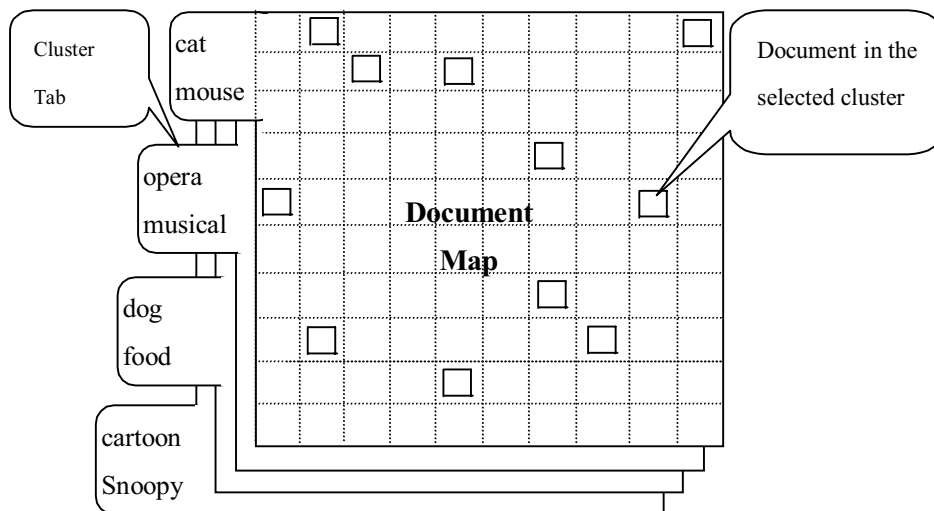 Cluster
Tab
cat
mouse
opera
musical
dog
food
cartoon
Snoopy
Document
Map
Document in the
selected cluster